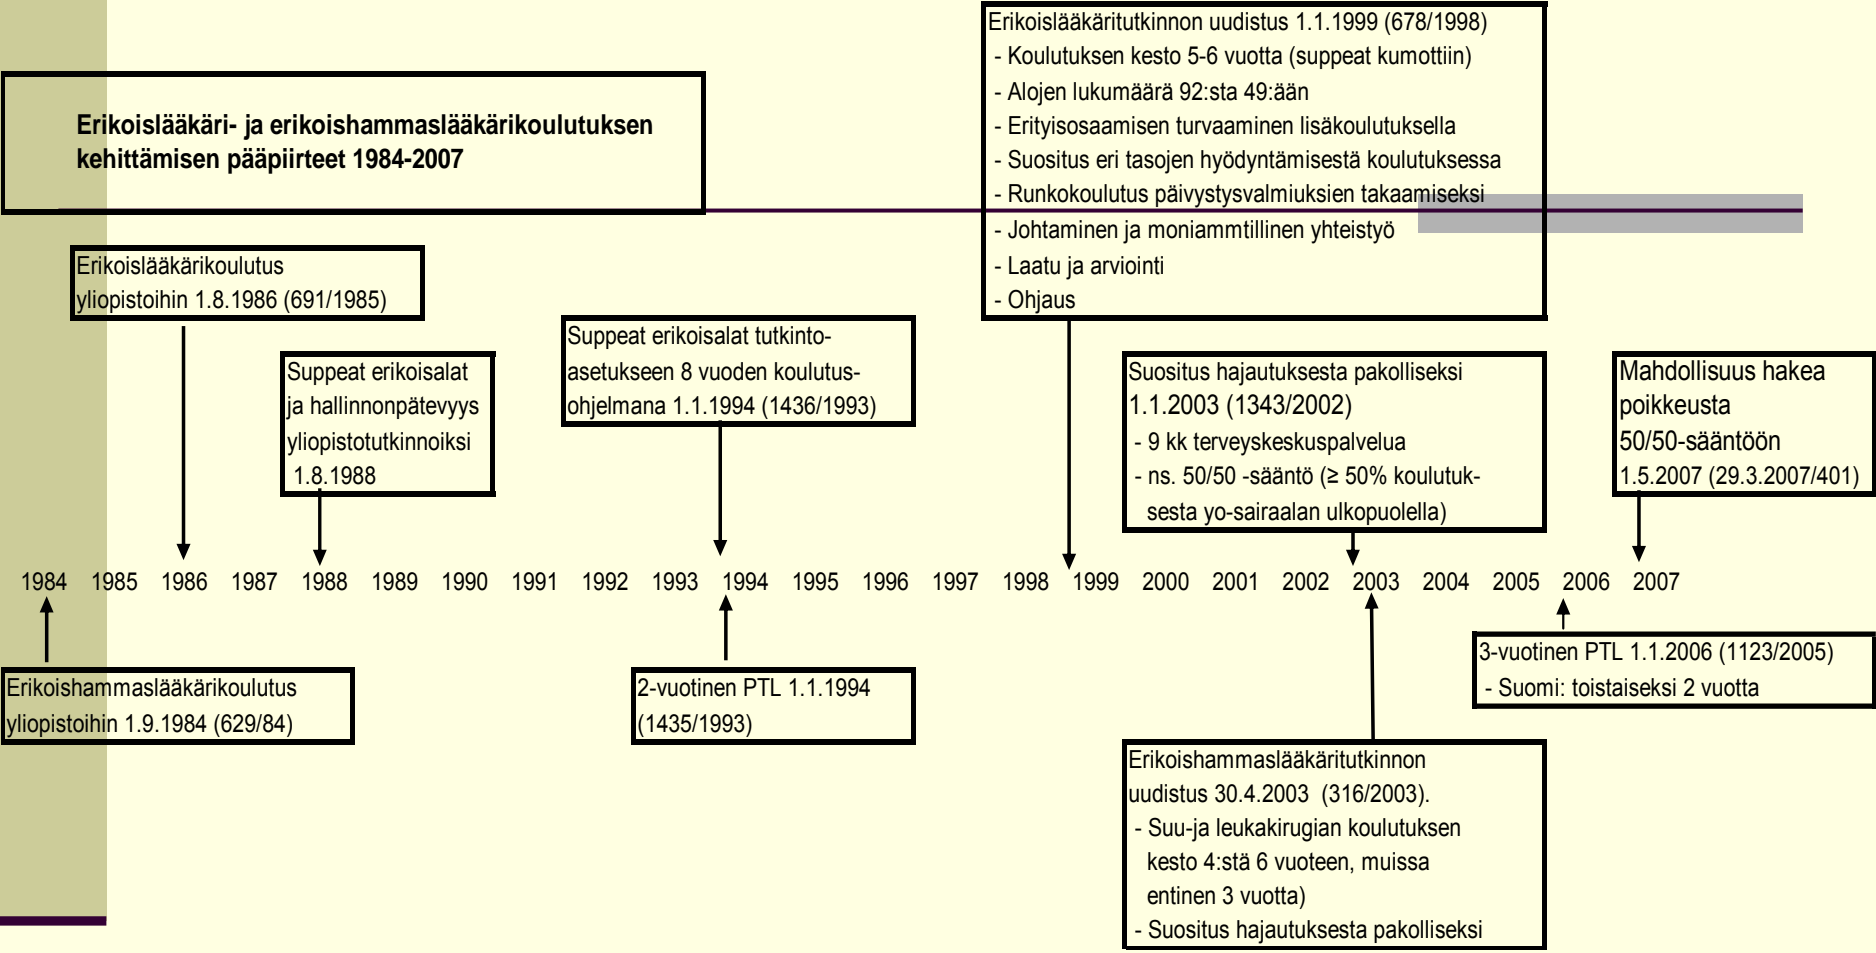 Erikoislääkäri- ja erikoishammaslääkärikoulutuksen
kehittämisen pääpiirteet 1984-2007
Erikoislääkäritutkinnon uudistus 1.1.1999 (678/1998)
- Koulutuksen kesto 5-6 vuotta (suppeat kumottiin)
- Alojen lukumäärä 92:sta 49:ään
- Erityisosaamisen turvaaminen lisäkoulutuksella
- Suositus eri tasojen hyödyntämisestä koulutuksessa
- Runkokoulutus päivystysvalmiuksien takaamiseksi
- Johtaminen ja moniammtillinen yhteistyö
- Laatu ja arviointi
- Ohjaus
Erikoislääkärikoulutus
yliopistoihin 1.8.1986 (691/1985)
Suppeat erikoisalat
ja hallinnonpätevyys
yliopistotutkinnoiksi
1.8.1988
Suppeat erikoisalat tutkinto-
asetukseen 8 vuoden koulutus-
ohjelmana 1.1.1994 (1436/1993)
Suositus hajautuksesta pakolliseksi
1.1.2003 (1343/2002)
- 9 kk terveyskeskuspalvelua
- ns. 50/50 -sääntö (≥ 50% koulutuk-
sesta yo-sairaalan ulkopuolella)
Mahdollisuus hakea
poikkeusta
50/50-sääntöön
1.5.2007 (29.3.2007/401)
1984 1985 1986 1987 1988 1989 1990 1991 1992 1993 1994 1995 1996 1997 1998 1999 2000 2001 2002 2003 2004 2005 2006 2007
Erikoishammaslääkärikoulutus
yliopistoihin 1.9.1984 (629/84)
2-vuotinen PTL 1.1.1994
(1435/1993)
Erikoishammaslääkäritutkinnon
uudistus 30.4.2003 (316/2003).
- Suu-ja leukakirugian koulutuksen
kesto 4:stä 6 vuoteen, muissa
entinen 3 vuotta)
- Suositus hajautuksesta pakolliseksi
3-vuotinen PTL 1.1.2006 (1123/2005)
- Suomi: toistaiseksi 2 vuotta